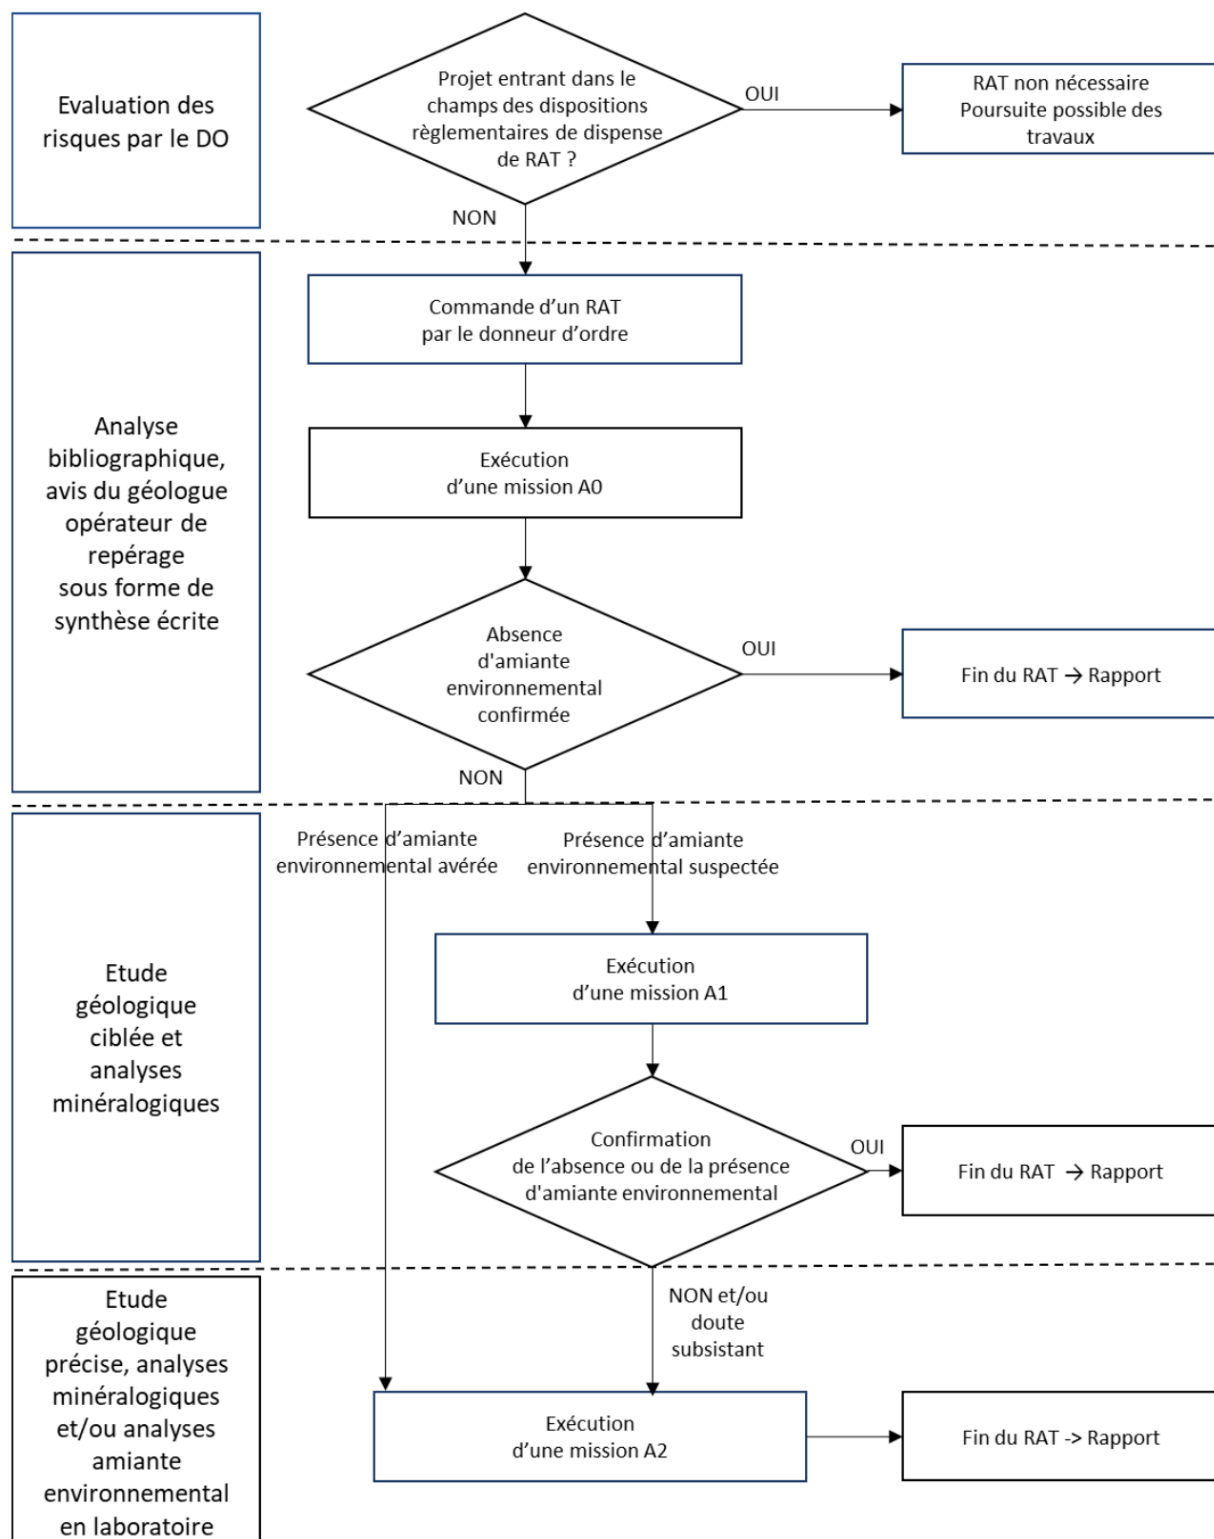 Evaluation des
risques par le DO
Projet entrant dans le
champs des dispositions
règlementaires de dispense
de RAT ?
OUI
RAT non nécessaire
Poursuite possible des
travaux
NON
Analyse
bibliographique,
avis du géologue
opérateur de
repérage
sous forme de
synthèse écrite
Commande d’un RAT
par le donneur d’ordre
Exécution
d’une mission A0
Absence
d'amiante
environnemental
confirmée
OUI
Fin du RAT → Rapport
NON
Etude
géologique
ciblée et
analyses
minéralogiques
Présence d’amiante
environnemental avérée
Présence d’amiante
environnemental suspectée
Exécution
d’une mission A1
Confirmation
de l’absence ou de la présence
d'amiante environnemental
OUI
Fin du RAT → Rapport
NON et/ou
doute
subsistant
Etude
géologique
précise, analyses
minéralogiques
et/ou analyses
amiante
environnemental
en laboratoire
Exécution
d’une mission A2
Fin du RAT -> Rapport